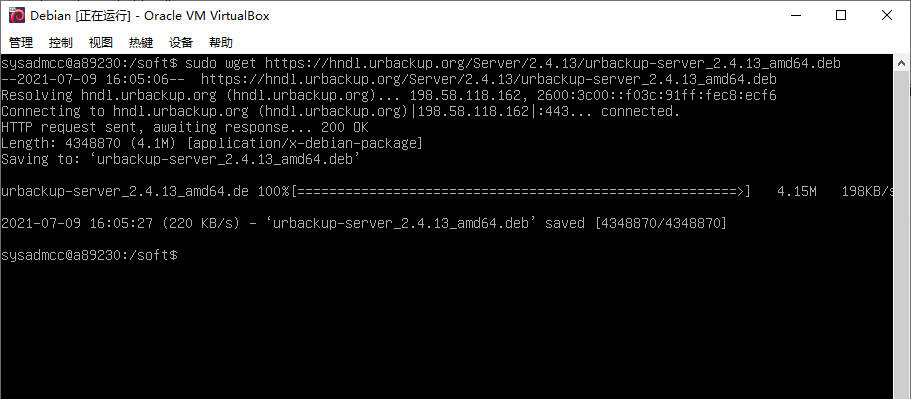 Debian [正在运行] - Oracle VM VirtualBox
管理 控制 视图 热键 设备 帮助
sysadmcc@a89230:/soft$ sudo wget https://hndl.urbackup.org/Server/2.4.13/urbackup-server_2.4.13_amd64.deb
--2021-07-09 16:05:06--  https://hndl.urbackup.org/Server/2.4.13/urbackup-server_2.4.13_amd64.deb
Resolving hndl.urbackup.org (hndl.urbackup.org)... 198.58.118.162, 2600:3c00::f03c:91ff:fec8:ecf6
Connecting to hndl.urbackup.org (hndl.urbackup.org)|198.58.118.162|:443... connected.
HTTP request sent, awaiting response... 200 OK
Length: 4348870 (4.1M) [application/x-debian-package]
Saving to: ‘urbackup-server_2.4.13_amd64.deb’
urbackup-server_2.4.13_amd64.de 100%[=======================================================>]   4.15M   198KB/s
2021-07-09 16:05:27 (220 KB/s) - ‘urbackup-server_2.4.13_amd64.deb’ saved [4348870/4348870]
sysadmcc@a89230:/soft$